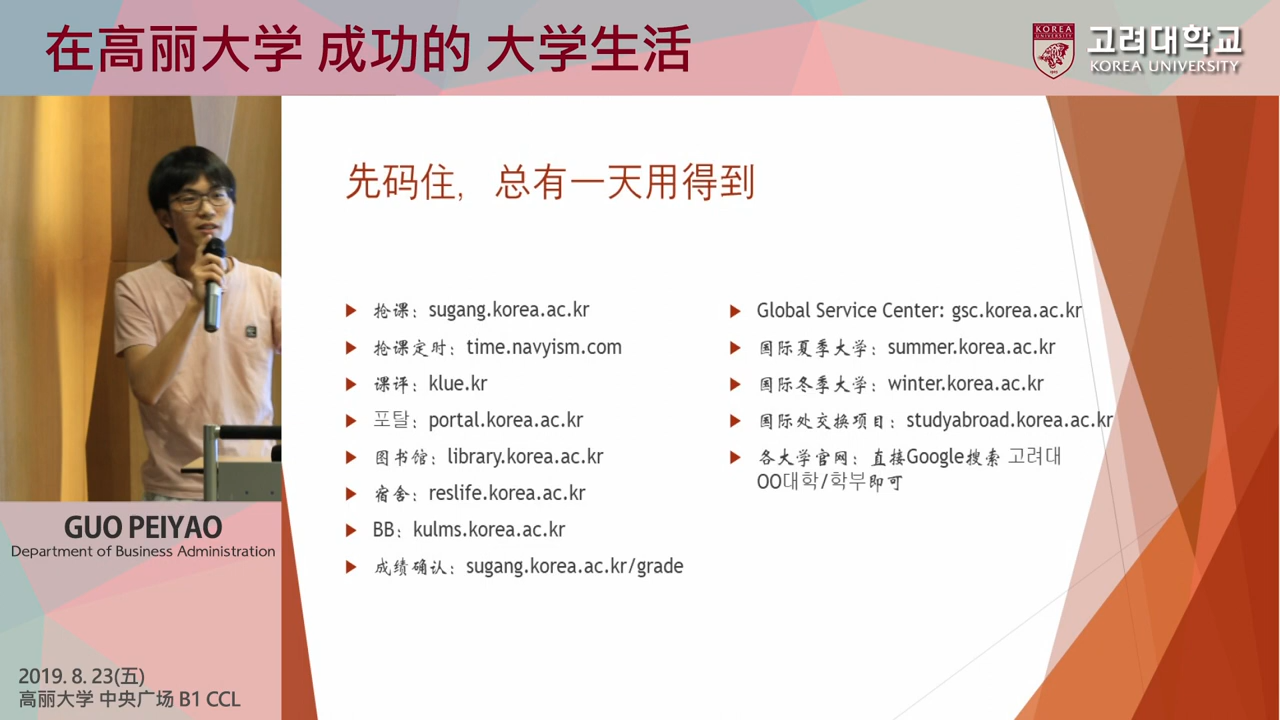 在高丽大学 成功的 大学生活
KOREA
UNIVERSITY
고려대학교
KOREA UNIVERSITY
先码住，总有一天用得到
抢课：sugang.korea.ac.kr
抢课定时：time.navyism.com
课评：klue.kr
포탈：portal.korea.ac.kr
图书馆：library.korea.ac.kr
宿舍：reslife.korea.ac.kr
BB：kulms.korea.ac.kr
成绩确认：sugang.korea.ac.kr/grade
Global Service Center: gsc.korea.ac.kr
国际夏季大学：summer.korea.ac.kr
国际冬季大学：winter.korea.ac.kr
国际处交换项目：studyabroad.korea.ac.kr
各大学官网：直接Google搜索 고려대
OO대학/학부即可
GUO PEIYAO
Department of Business Administration
2019. 8. 23(五)
高丽大学 中央广场 B1 CCL